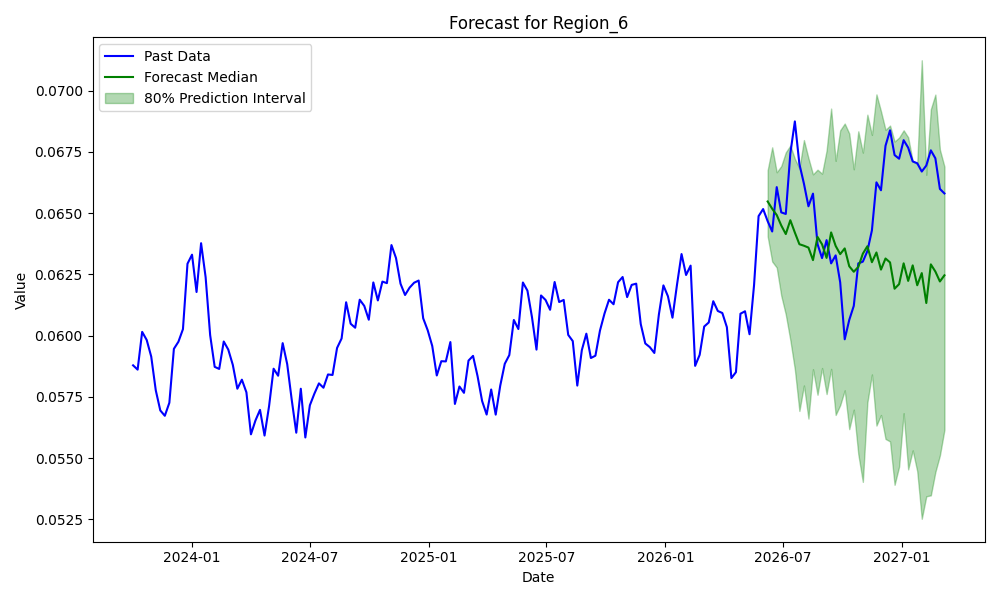 Forecast for Region_6
Past Data
Forecast Median
80% Prediction Interval
0.0700
0.0675
0.0650
0.0625
0.0600
0.0575
0.0550
0.0525
Value
2024-01 2024-07 2025-01 2025-07 2026-01 2026-07 2027-01
Date